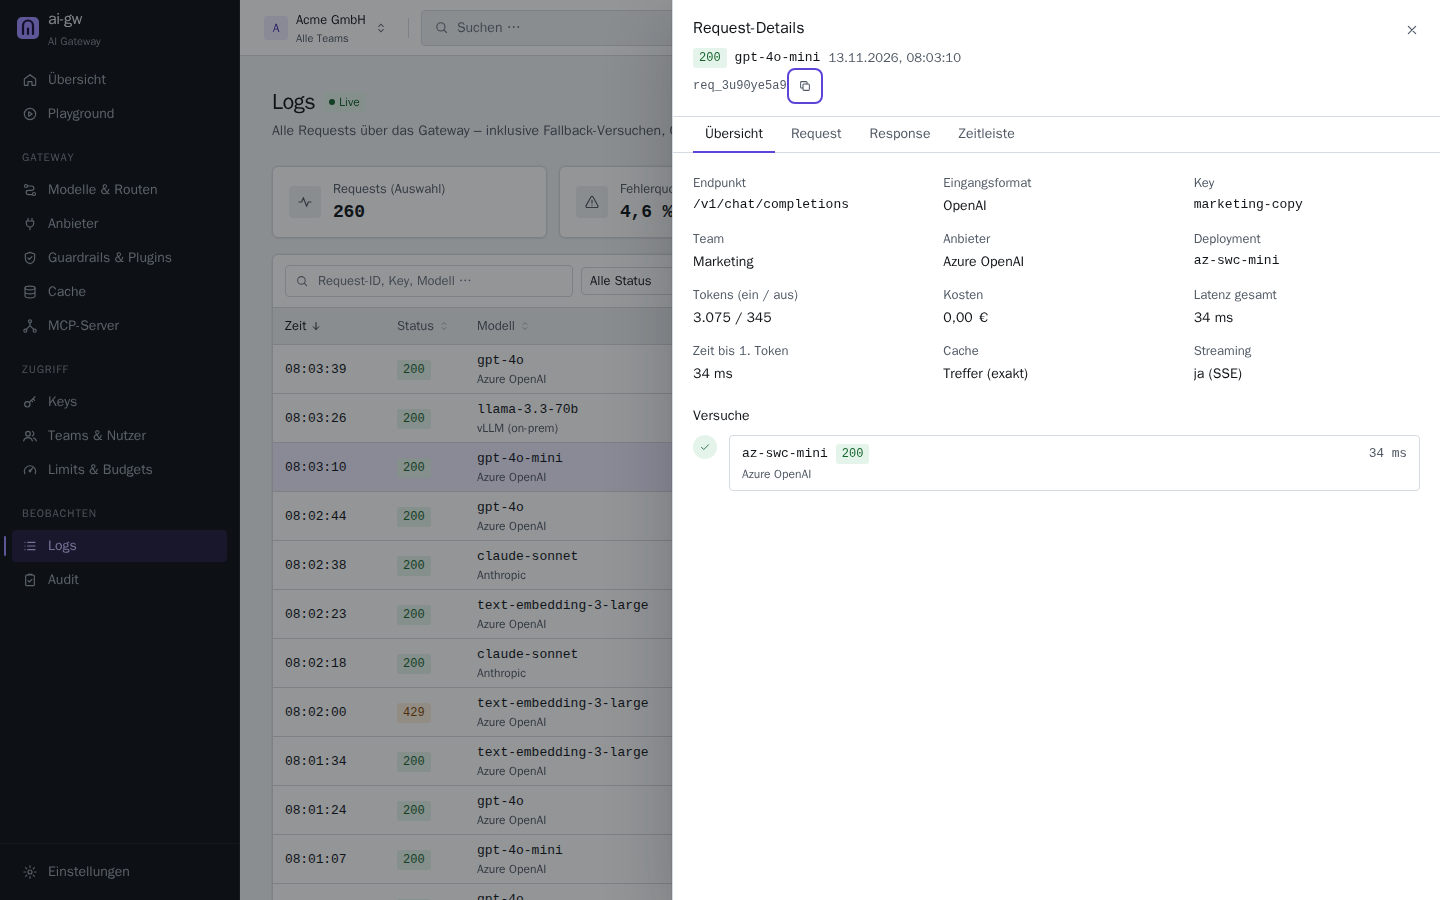 ai-gw
AI Gateway
Übersicht
Playground
GATEWAY
Modelle & Routen
Anbieter
Guardrails & Plugins
Cache
MCP-Server
ZUGRIFF
Keys
Teams & Nutzer
Limits & Budgets
BEOBACHTEN
Logs
Audit
Einstellungen
A
Acme GmbH
Alle Teams
Suchen ···
Logs
Live
Alle Requests über das Gateway – inklusive Fallback-Versuchen,
Requests (Auswahl)
260
Fehlerquo
4,6 %
Request-ID, Key, Modell ···
Alle Status
Zeit Status Modell
08:03:39 200 gpt-4o
Azure OpenAI
08:03:26 200 llama-3.3-70b
vLLM (on-prem)
08:03:10 200 gpt-4o-mini
Azure OpenAI
08:02:44 200 gpt-4o
Azure OpenAI
08:02:38 200 claude-sonnet
Anthropic
08:02:23 200 text-embedding-3-large
Azure OpenAI
08:02:18 200 claude-sonnet
Anthropic
08:02:00 429 text-embedding-3-large
Azure OpenAI
08:01:34 200 text-embedding-3-large
Azure OpenAI
08:01:24 200 gpt-4o
Azure OpenAI
08:01:07 200 gpt-4o-mini
Azure OpenAI
gpt-4o
Request-Details
200 gpt-4o-mini 13.11.2026, 08:03:10
req_3u90ye5a9
Übersicht Request Response Zeitleiste
Endpunkt Eingangsformat Key
/v1/chat/completions OpenAI marketing-copy
Team Anbieter Deployment
Marketing Azure OpenAI az-swc-mini
Tokens (ein / aus) Kosten Latenz gesamt
3.075 / 345 0,00 € 34 ms
Zeit bis 1. Token Cache Streaming
34 ms Treffer (exakt) ja (SSE)
Versuche
az-swc-mini 200 34 ms
Azure OpenAI